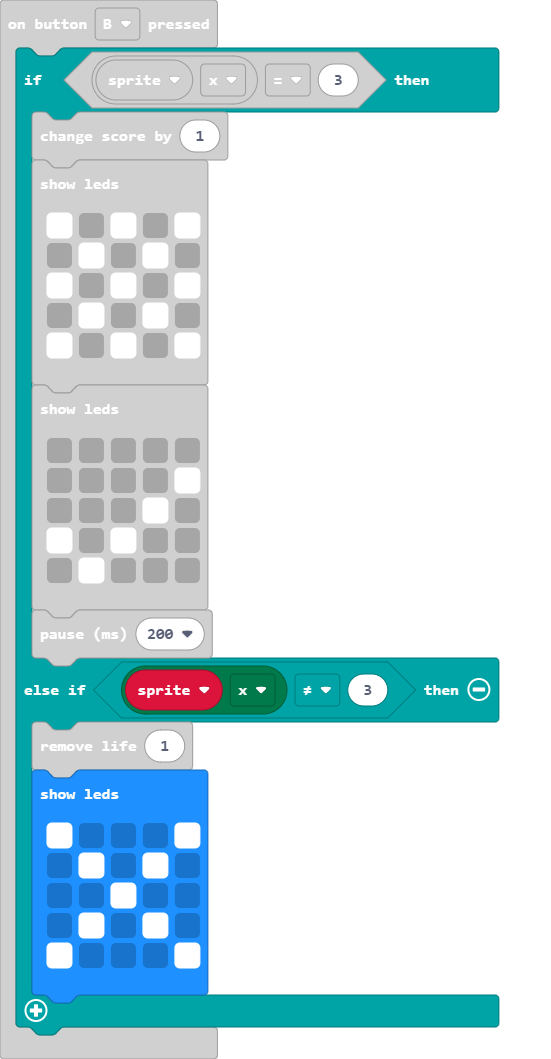 on button B pressed
if sprite x = 3 then
change score by 1
show leds
show leds
pause (ms) 200
else if sprite x ≠ 3 then
remove life 1
show leds